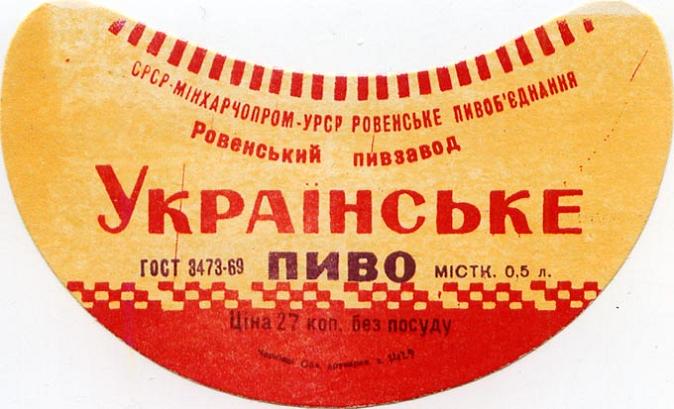 СРСР-МІНХАРЧОПРОМ-УРСР РОВЕНСЬКЕ ПИВОБ'ЄДНАННЯ
Ровенський пивзавод
УКРАЇНСЬКЕ
ГОСТ 3473-69 ПИВО МІСТК. 0,5 л.
Ціна 27 коп. без посуду